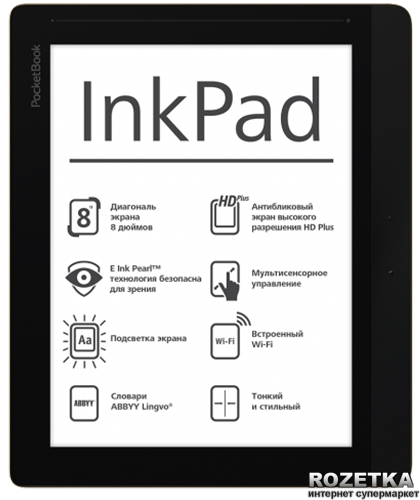 PocketBook
InkPad
8"
Диагональ
экрана
8 дюймов
HD Plus
Антибликовый
экран высокого
разрешения HD Plus
E Ink Pearl™
технология безопасна
для зрения
Мультисенсорное
управление
Aa
Подсветка экрана
Wi-Fi
Встроенный
Wi-Fi
ABBYY
Словари
ABBYY Lingvo®
Тонкий
и стильный
ROZETKA
интернет супермаркет